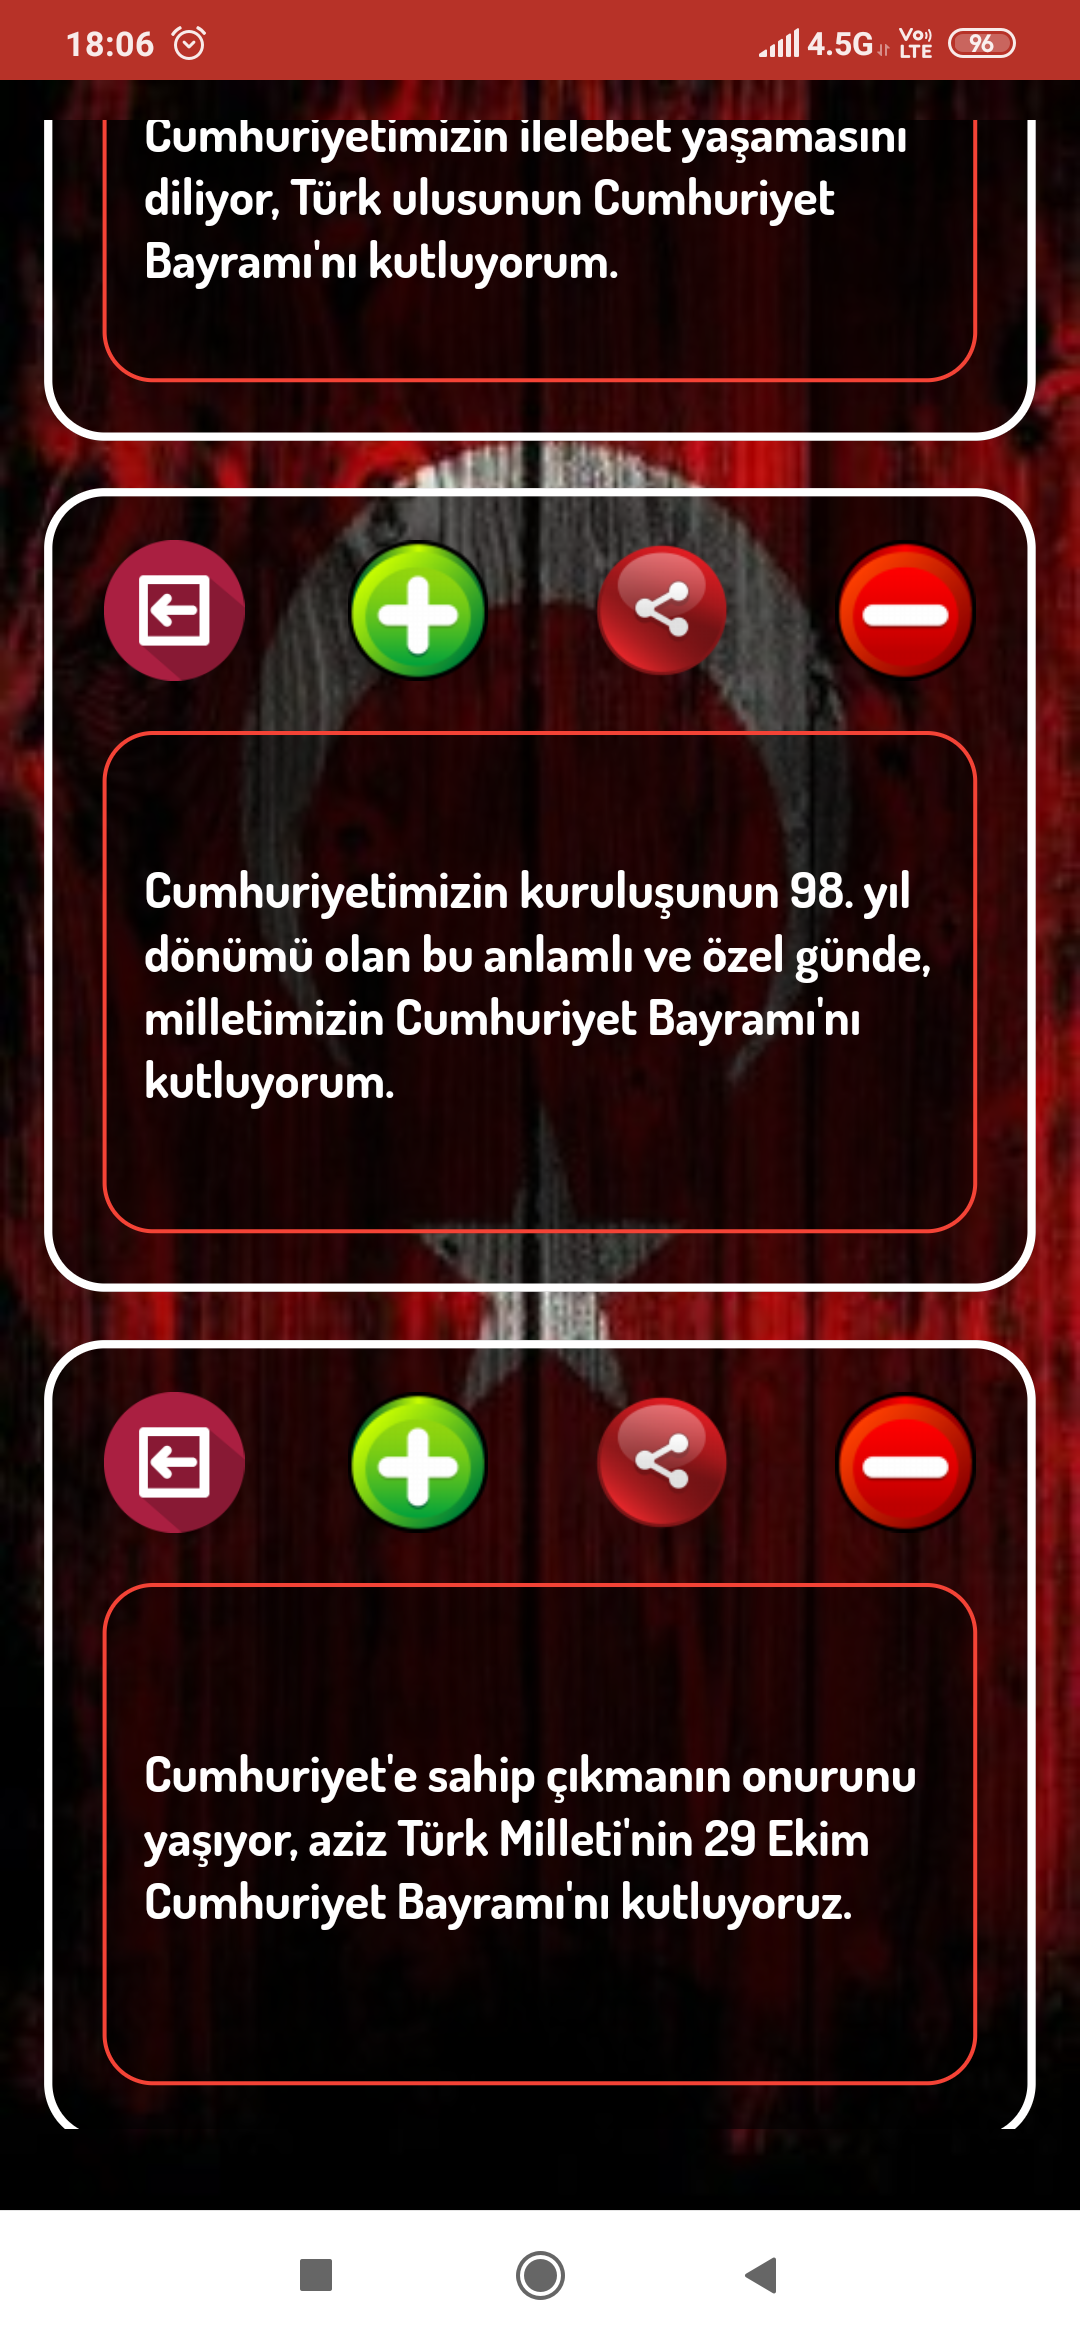 18:06 4.5G Vo)) LTE 96
Cumhuriyetimizin ilelebet yaşamasını
diliyor, Türk ulusunun Cumhuriyet
Bayramı'nı kutluyorum.
Cumhuriyetimizin kuruluşunun 98. yıl
dönümü olan bu anlamlı ve özel günde,
milletimizin Cumhuriyet Bayramı'nı
kutluyorum.
Cumhuriyet'e sahip çıkmanın onurunu
yaşıyor, aziz Türk Milleti'nin 29 Ekim
Cumhuriyet Bayramı'nı kutluyoruz.